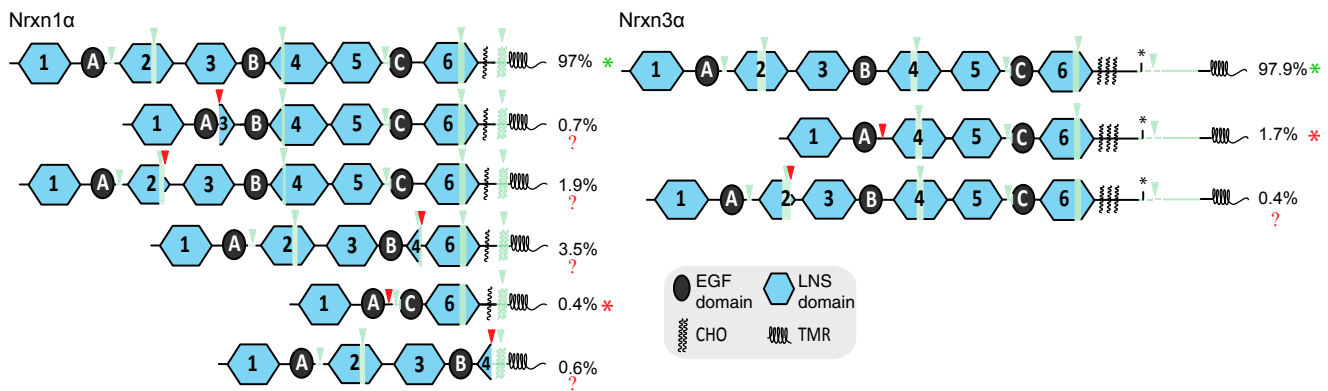 Nrxn1α
1 A 2 3 B 4 5 C 6 97% *
1 A 3 B 4 5 C 6 0.7%
?
1 A 2 3 B 4 5 C 6 1.9%
?
1 A 2 3 B 4 6 3.5%
?
1 A C 6 0.4% *
1 A 2 3 B 4 0.6%
?
Nrxn3α
*
1 A 2 3 B 4 5 C 6 97.9% *
*
1 A 4 5 C 6 1.7% *
*
1 A 2 3 B 4 5 C 6 0.4%
?
EGF
domain
LNS
domain
CHO
TMR